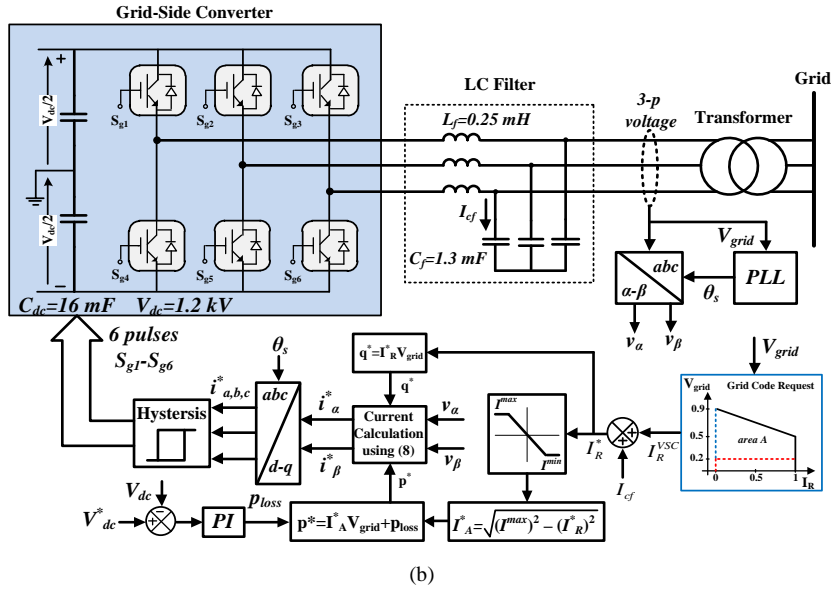 Grid-Side Converter
Grid
LC Filter
3-p
voltage
Transformer
+
V_dc/2
V_dc/2
−
S_g1
S_g2
S_g3
S_g4
S_g5
S_g6
L_f=0.25 mH
I_cf
C_f=1.3 mF
C_dc=16 mF V_dc=1.2 kV
V_grid
abc
α-β
θ_s
PLL
v_α
v_β
6 pulses
S_g1-S_g6
θ_s
q*=I*_R V_grid
q*
V_grid
V_grid
Grid Code Request
0.9
0.5
0.2
area A
0
1
I_R
i*_a,b,c
Hystersis
abc
d-q
i*_α
i*_β
Current
Calculation
using (8)
v_α
v_β
p*
I^max
I^min
I*_R
+
+
I_R^VSC
I_cf
V_dc
V*_dc
−
−
PI
p_loss
p*=I*_A V_grid+p_loss
I*_A=√(I^max)^2 − (I*_R)^2
(b)